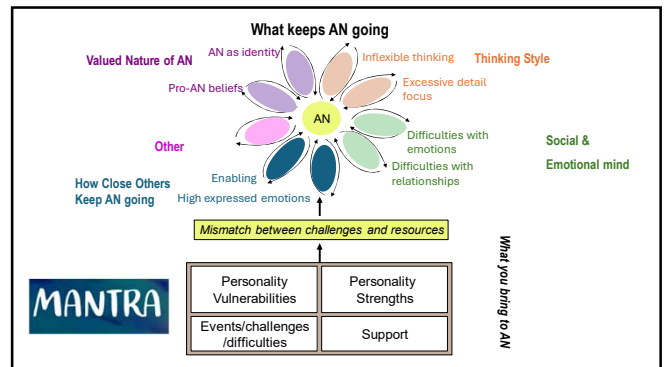 What keeps AN going
Valued Nature of AN
AN as identity
Inflexible thinking
Thinking Style
Pro-AN beliefs
Excessive detail
focus
AN
Other
Difficulties with
emotions
Social &
Emotional mind
Difficulties with
relationships
How Close Others
Keep AN going
Enabling
High expressed emotions
Mismatch between challenges and resources
What you bring to AN
MANTRA
Personality
Vulnerabilities
Personality
Strengths
Events/challenges
/difficulties
Support